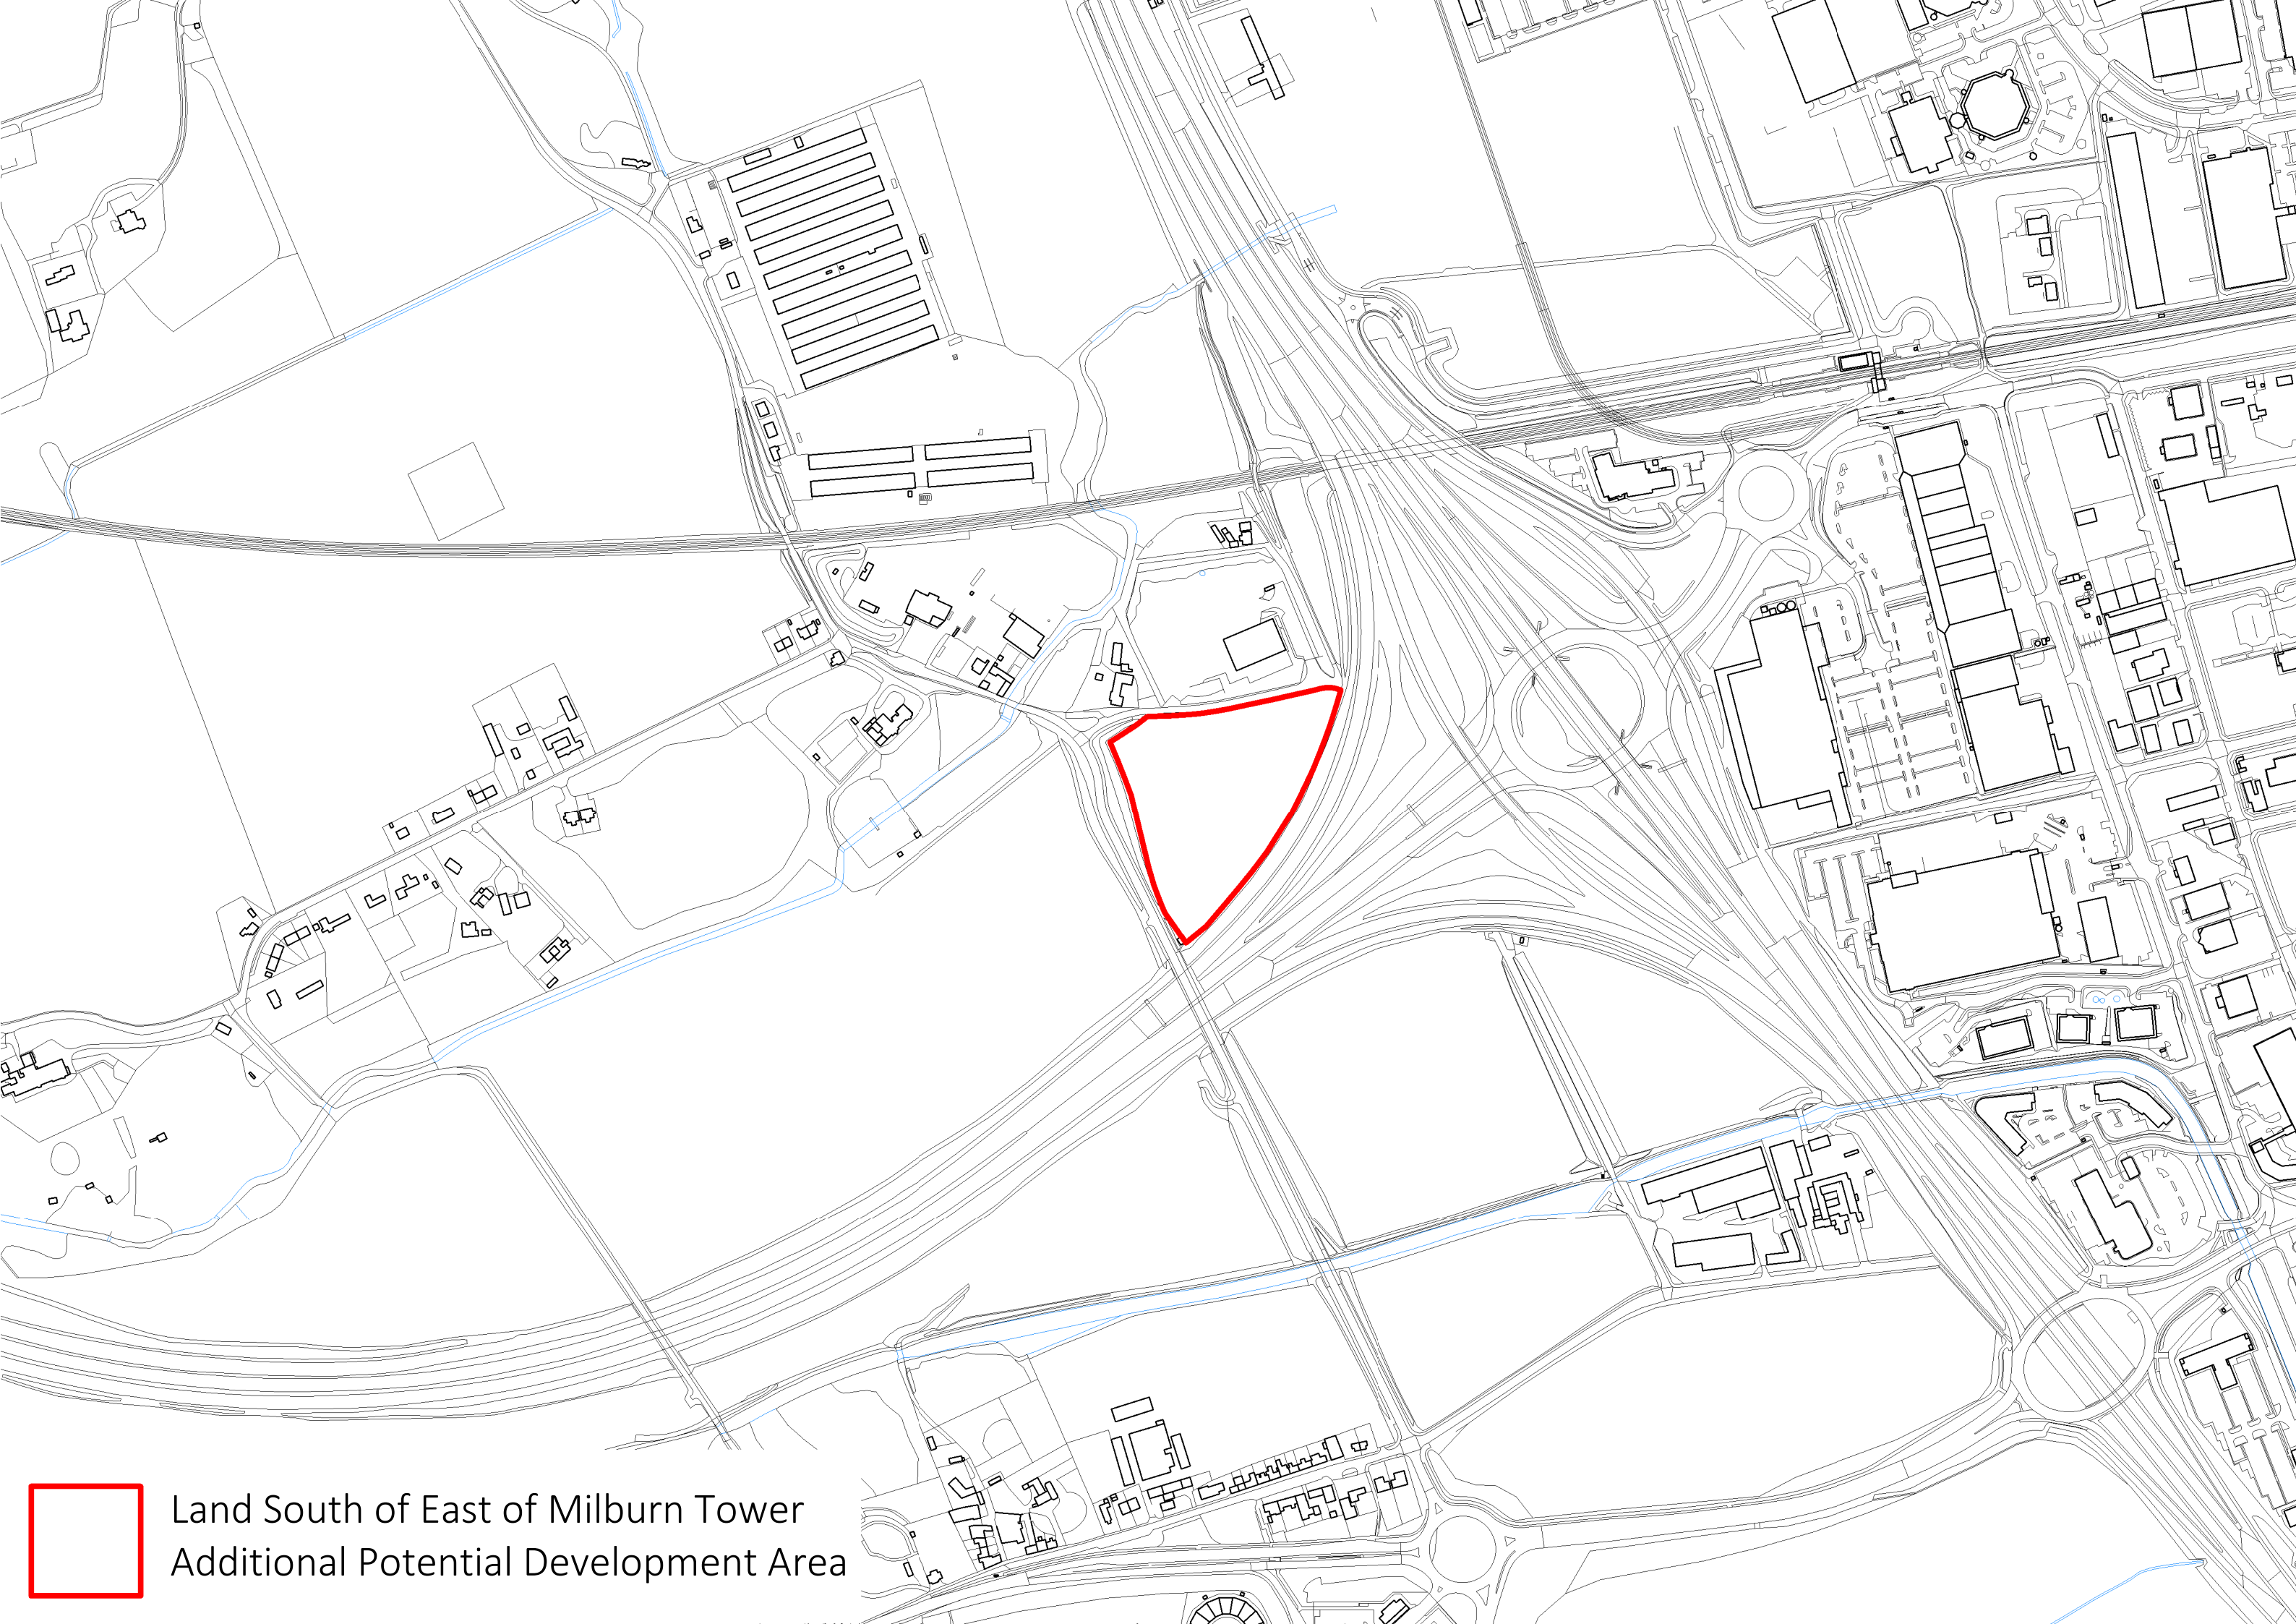 Land South of East of Milburn Tower
Additional Potential Development Area